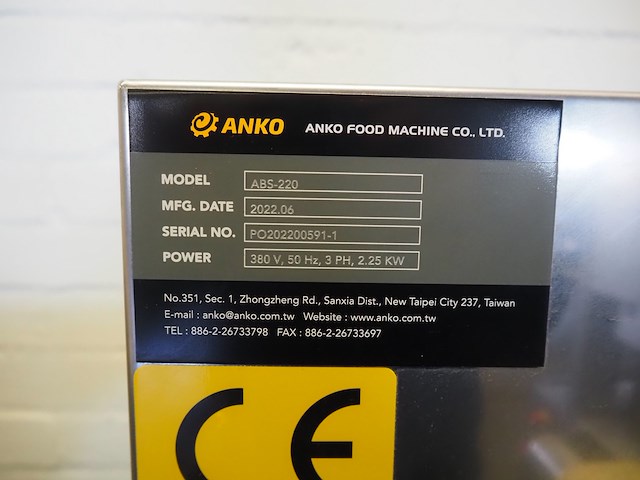 ANKO ANKO FOOD MACHINE CO., LTD.
MODEL ABS-220
MFG. DATE 2022.06
SERIAL NO. PO202200591-1
POWER 380 V, 50 Hz, 3 PH, 2.25 KW
No.351, Sec. 1, Zhongzheng Rd., Sanxia Dist., New Taipei City 237, Taiwan
E-mail : anko@anko.com.tw Website : www.anko.com.tw
TEL : 886-2-26733798 FAX : 886-2-26733697
CE